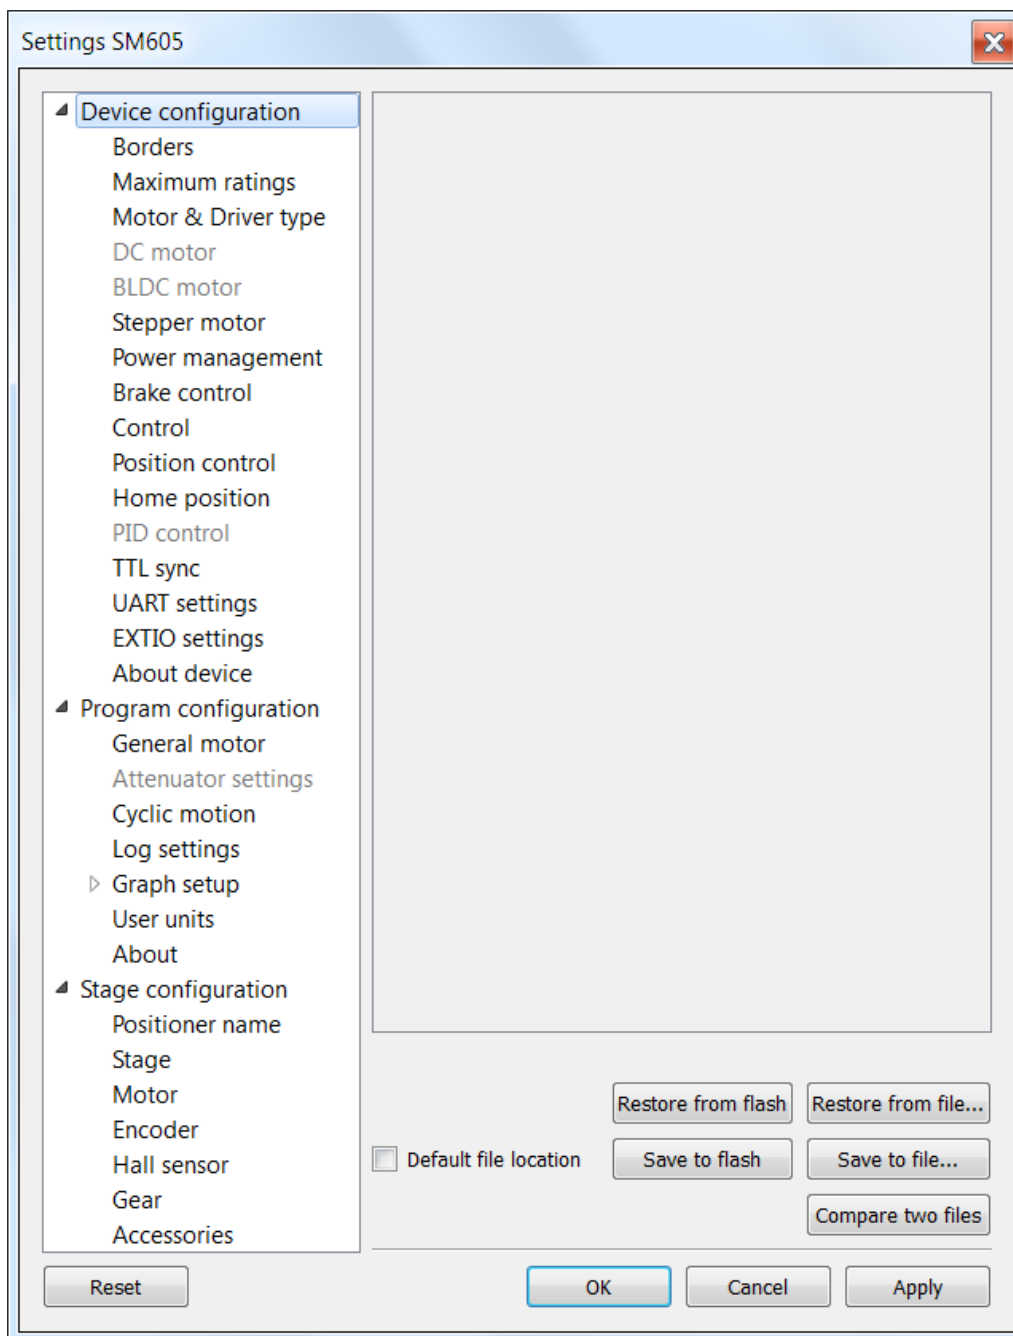 Settings SM605
Device configuration
Borders
Maximum ratings
Motor & Driver type
DC motor
BLDC motor
Stepper motor
Power management
Brake control
Control
Position control
Home position
PID control
TTL sync
UART settings
EXTIO settings
About device
Program configuration
General motor
Attenuator settings
Cyclic motion
Log settings
Graph setup
User units
About
Stage configuration
Positioner name
Stage
Motor
Encoder
Hall sensor
Gear
Accessories
Restore from flash Restore from file...
Default file location Save to flash Save to file...
Compare two files
Reset OK Cancel Apply